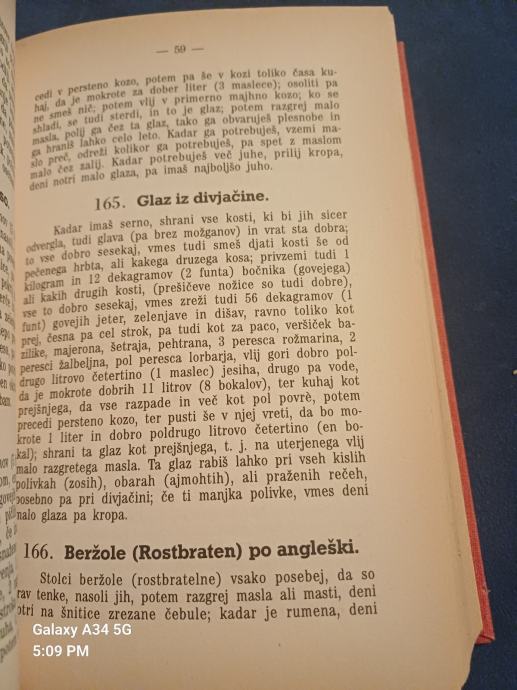 — 59 —
cedi v persteno kozo, potem pa še v kozi toliko časa ku-
haj, da je mokrote za dober liter (3 maslece); osoliti pa
ne smeš nič; potem vlij v primerno majhno kozo; ko se
shladi, se tudi sterdi, in to je glaz; potem razgrej malo
masla, polij ga čez ta glaz, tako ga obvaruješ plesnobe in
ga hraniš lahko celo leto. Kadar ga potrebuješ, vzemi ma-
slo preč, odreži kolikor ga potrebuješ, pa spet z maslom
malo čez zalij. Kadar potrebuješ več juhe, prilij kropa,
deni notri malo glaza, pa imaš najboljšo juho.
165. Glaz iz divjačine.
Kadar imaš serno, shrani vse kosti, ki bi jih sicer
odvergla, tudi glava (pa brez možganov) in vrat sta dobra;
to vse dobro sesekaj, vmes tudi smeš djati kosti še od
pečenega hrbta, ali kakega druzega kosa; privzemi tudi 1
kilogram in 12 dekagramov (2 funta) bočnika (govejega)
ali kakih drugih kosti, (prešičeve nožice so tudi dobre),
vse to dobro sesekaj, vmes zreži tudi 56 dekagramov (1
funt) govejih jeter, zelenjave in dišav, ravno toliko kot
prej, česna pa cel strok, pa tudi kot za paco, veršiček ba-
zilike, majerona, šetraja, pehtrana, 3 peresca rožmarina, 2
peresci žalbeljna, pol peresca lorbarja, vlij gori dobro pol-
drugo litrovo četertino (1 maslec) jesiha, drugo pa vode,
da je mokrote dobrih 11 litrov (8 bokalov), ter kuhaj kot
prejšnjega, da vse razpade in več kot pol povrè, potem
precedi persteno kozo, ter pusti še v njej vreti, da bo mo-
krote 1 liter in dobro poldrugo litrovo četertino (en bo-
kal); shrani ta glaz kot prejšnjega, t. j. na uterjenega vlij
malo razgretega masla. Ta glaz rabiš lahko pri vseh kislih
polivkah (zosih), obarah (ajmohtih), ali praženih rečeh,
posebno pa pri divjačini; če ti manjka polivke, vmes deni
malo glaza pa kropa.
166. Beržole (Rostbraten) po angleški.
Stolci beržole (rostbratelne) vsako posebej, da so
rav tenke, nasoli jih, potem razgrej masla ali masti, deni
otri na šnitice zrezane čebule; kadar je rumena, deni
Galaxy A34 5G
5:09 PM